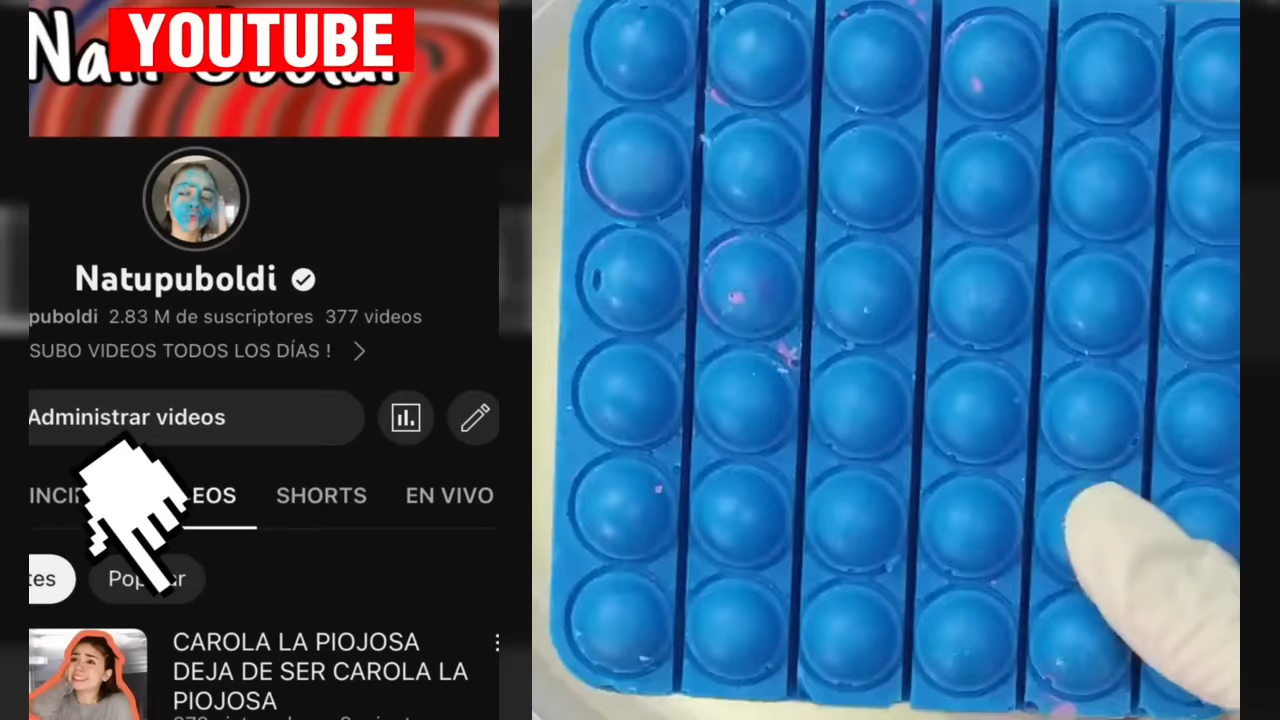 YOUTUBE
Natupuboldi
puboldi 2.83 M de suscriptores 377 videos
SUBO VIDEOS TODOS LOS DÍAS !
Administrar videos
SHORTS
EN VIVO
CAROLA LA PIOJOSA
DEJA DE SER CAROLA LA
PIOJOSA